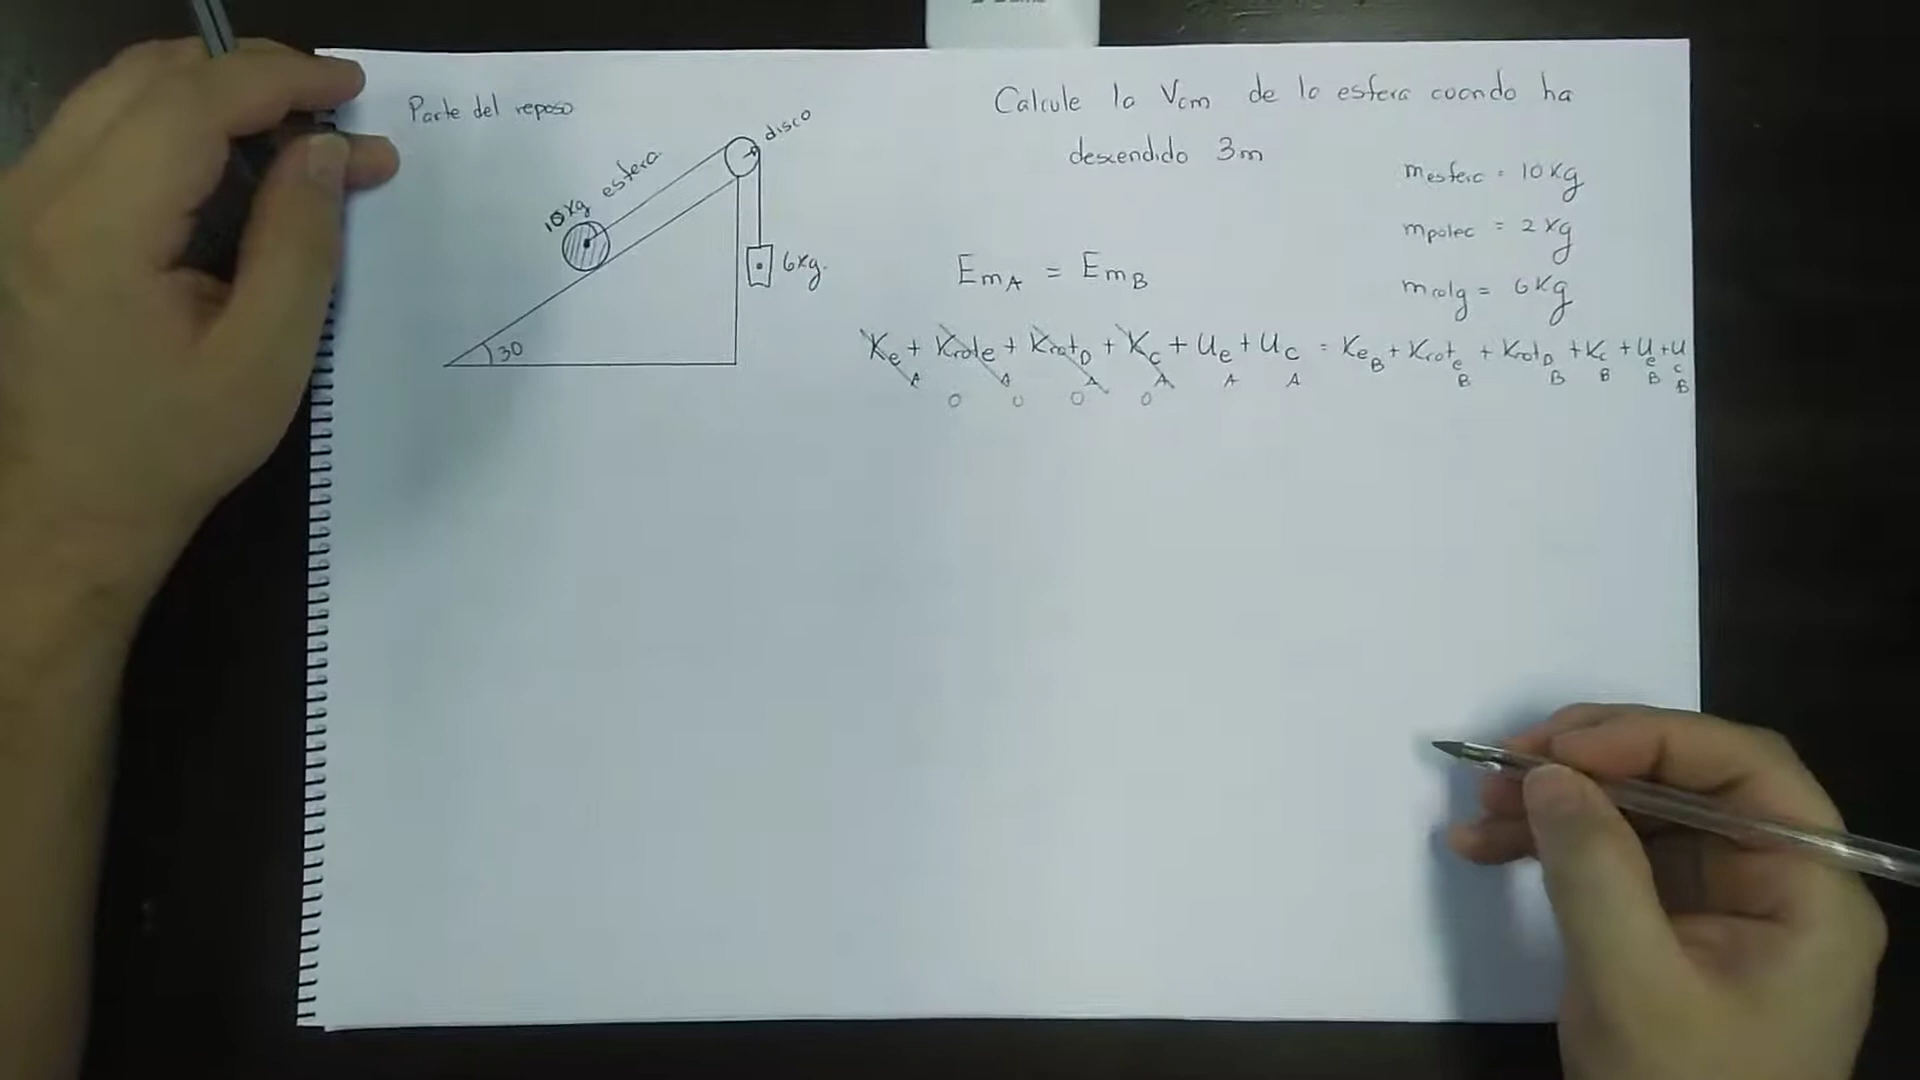 Parte del reposo
disco
10kg esfera
6kg.
30
Calcule la Vcm de la esfera cuando ha
descendido 3m
mesfera = 10kg
mpolea = 2kg
mcolg = 6kg
EmA = EmB
KeA + KroteA + KrotDA + KcA + UeA + UcA = KeB + KroteB + KrotDB + KcB + UeB + UcB
0 0 0 0